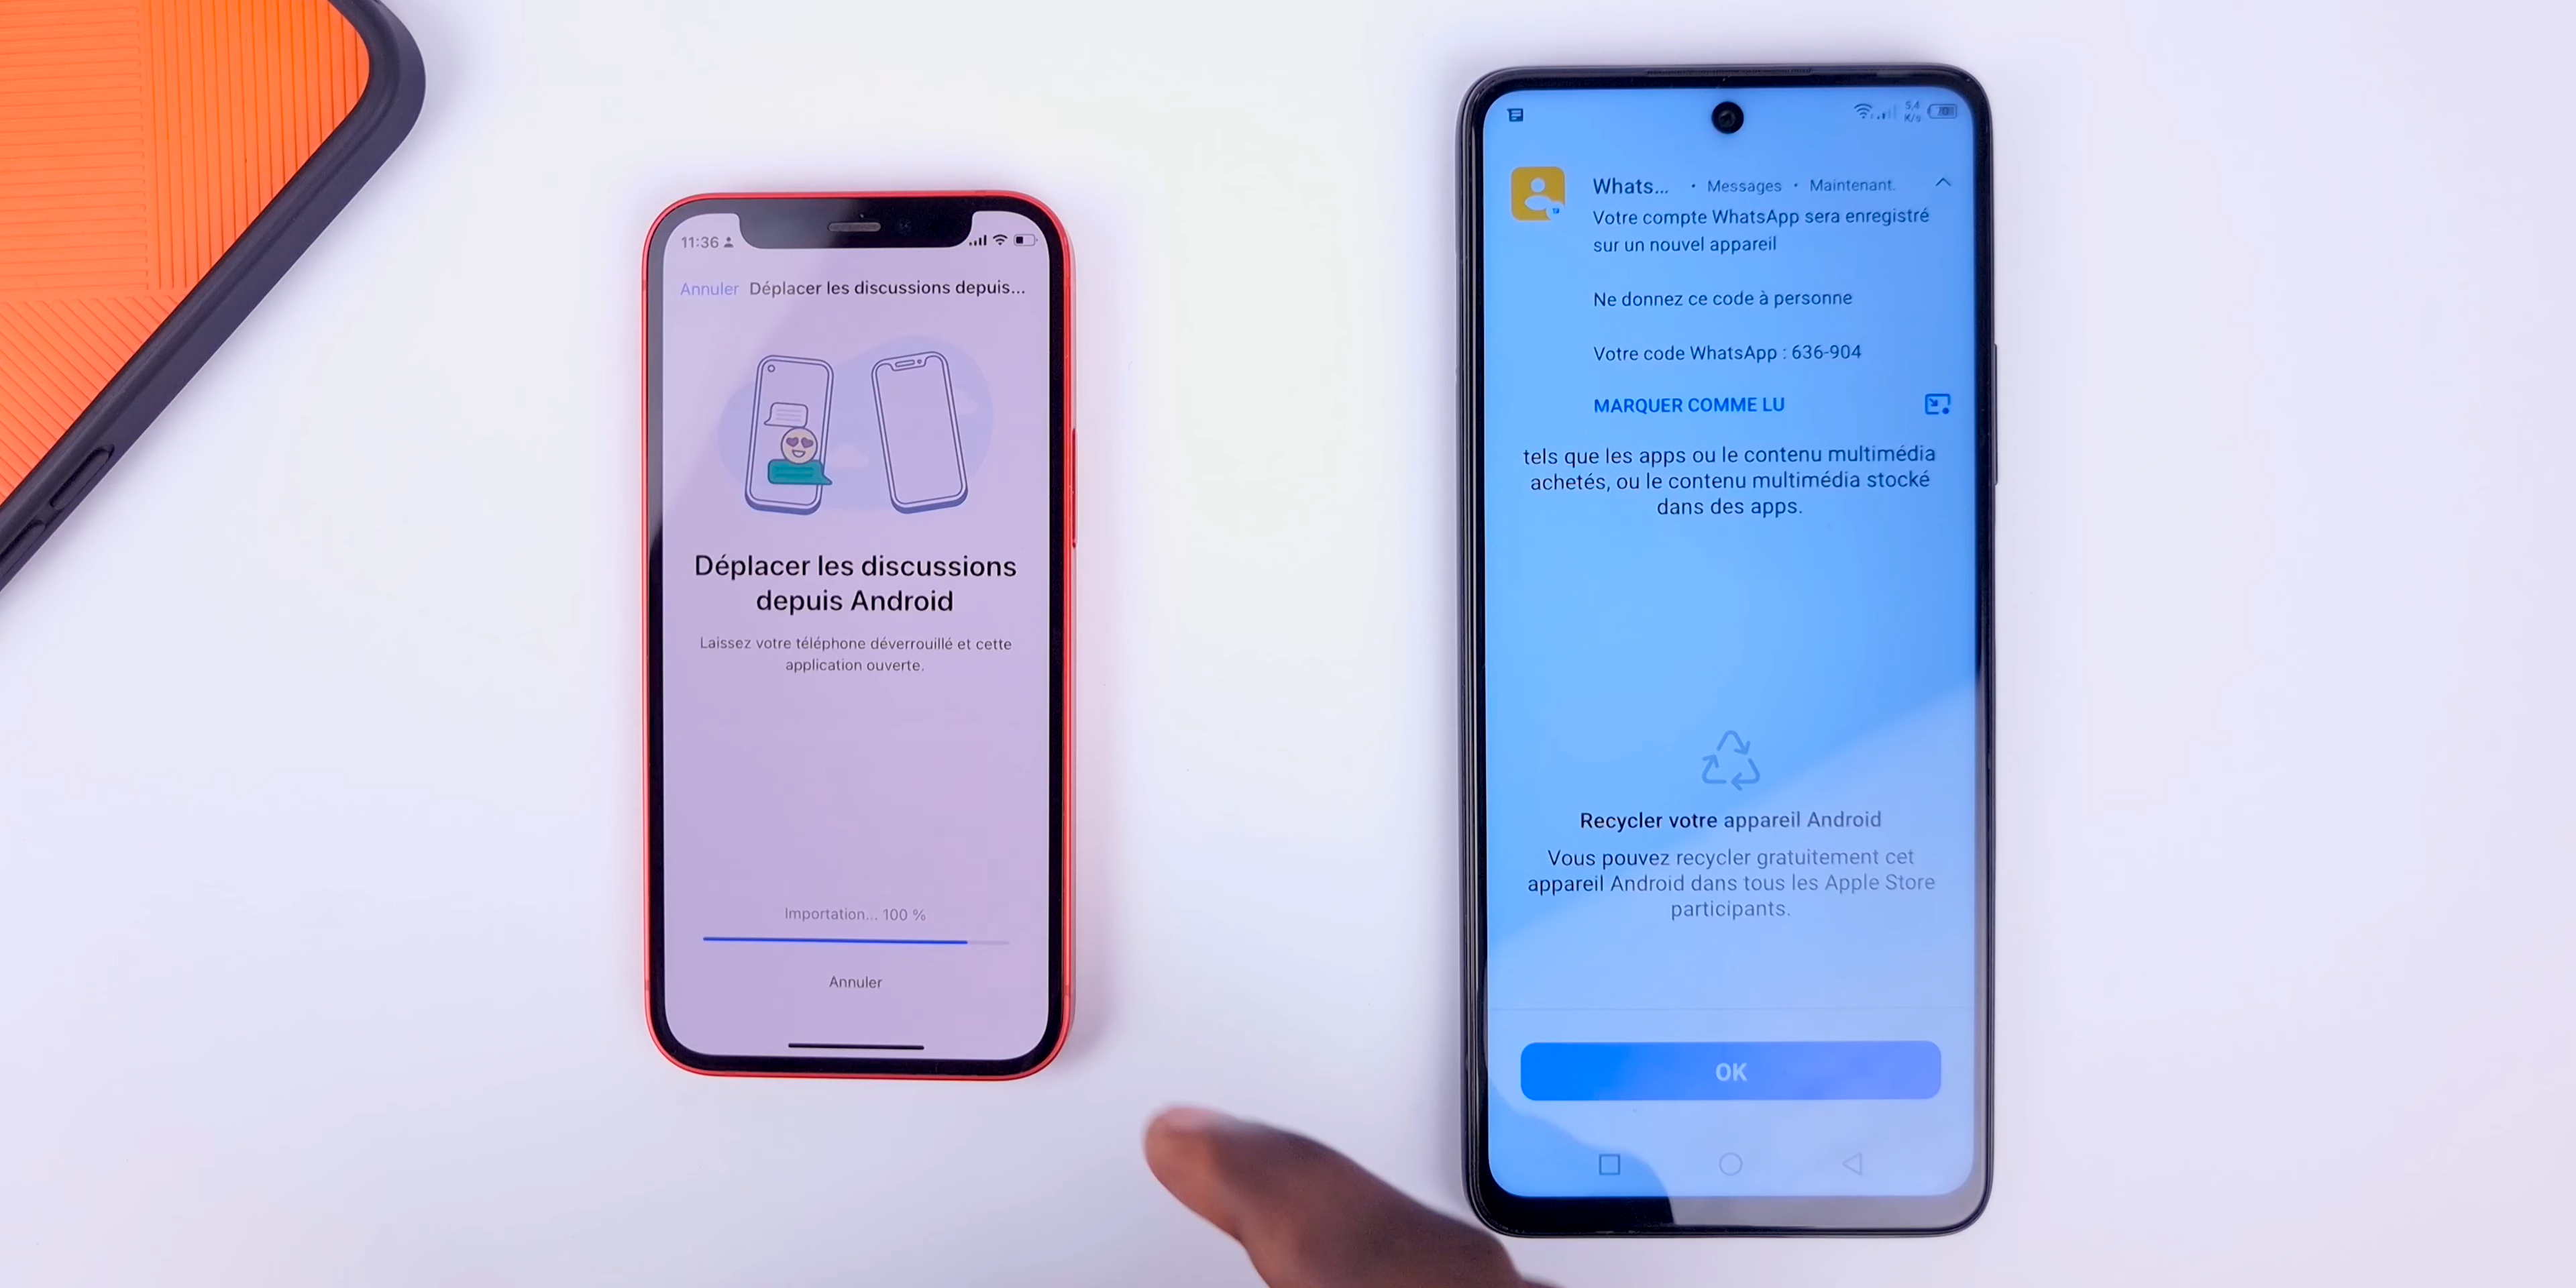 11:36
Annuler Déplacer les discussions depuis...
Déplacer les discussions
depuis Android
Laissez votre téléphone déverrouillé et cette
application ouverte.
Importation... 100 %
Annuler
5,4
K/s
Whats... • Messages • Maintenant.
Votre compte WhatsApp sera enregistré
sur un nouvel appareil
Ne donnez ce code à personne
Votre code WhatsApp : 636-904
MARQUER COMME LU
tels que les apps ou le contenu multimédia
achetés, ou le contenu multimédia stocké
dans des apps.
Recycler votre appareil Android
Vous pouvez recycler gratuitement cet
appareil Android dans tous les Apple Store
participants.
OK